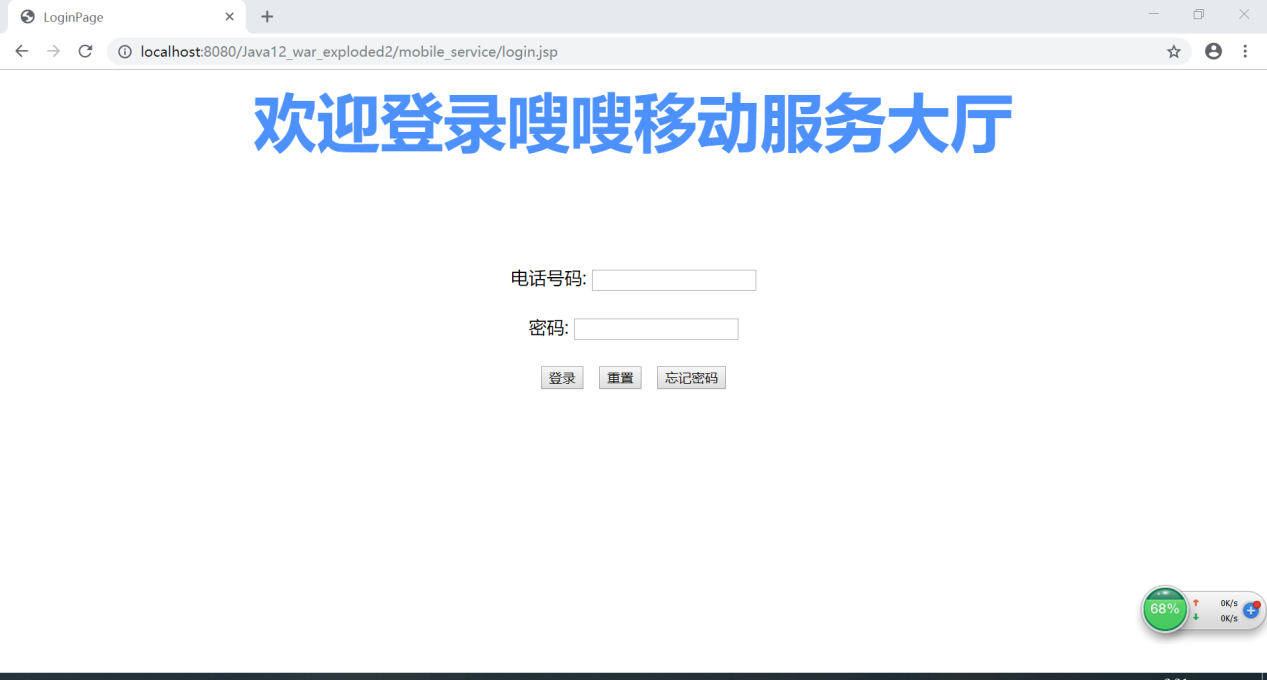 LoginPage
localhost:8080/Java12_war_exploded2/mobile_service/login.jsp
欢迎登录嗖嗖移动服务大厅
电话号码:
密码:
登录 重置 忘记密码
68% 0K/s
0K/s